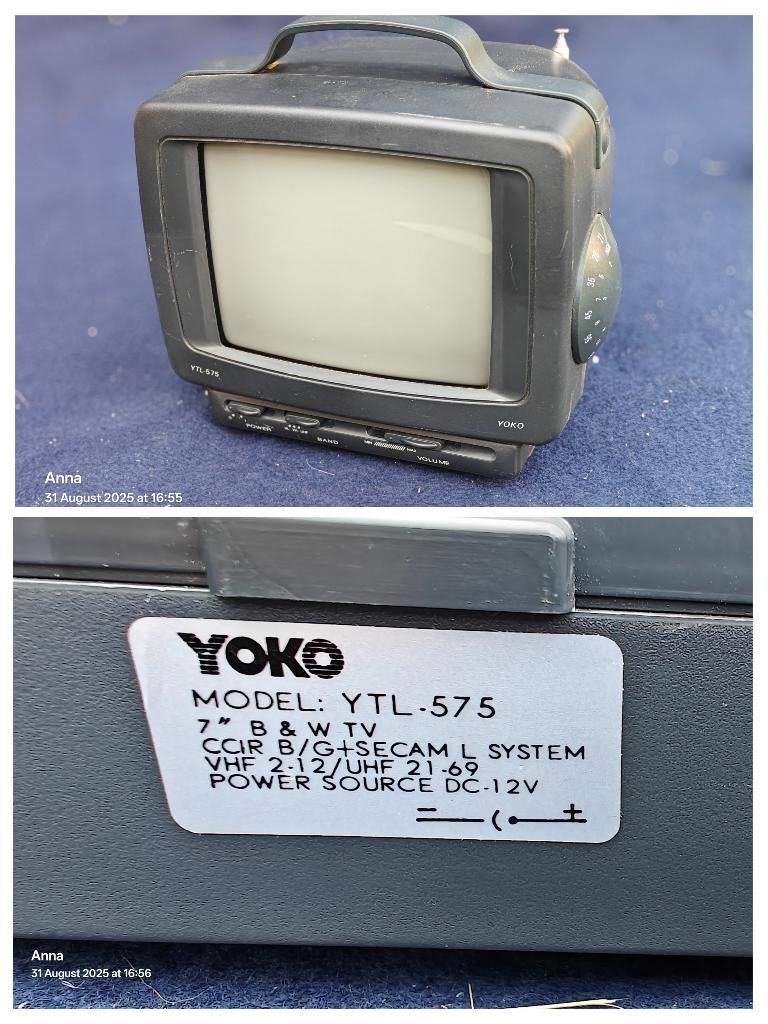 YTL-575
YOKO
POWER
BAND
VOLUME
Anna
31 August 2025 at 16:55
YOKO
MODEL: YTL-575
7" B & W TV
CCIR B/G+SECAM L SYSTEM
VHF 2-12/UHF 21-69
POWER SOURCE DC-12V
Anna
31 August 2025 at 16:56